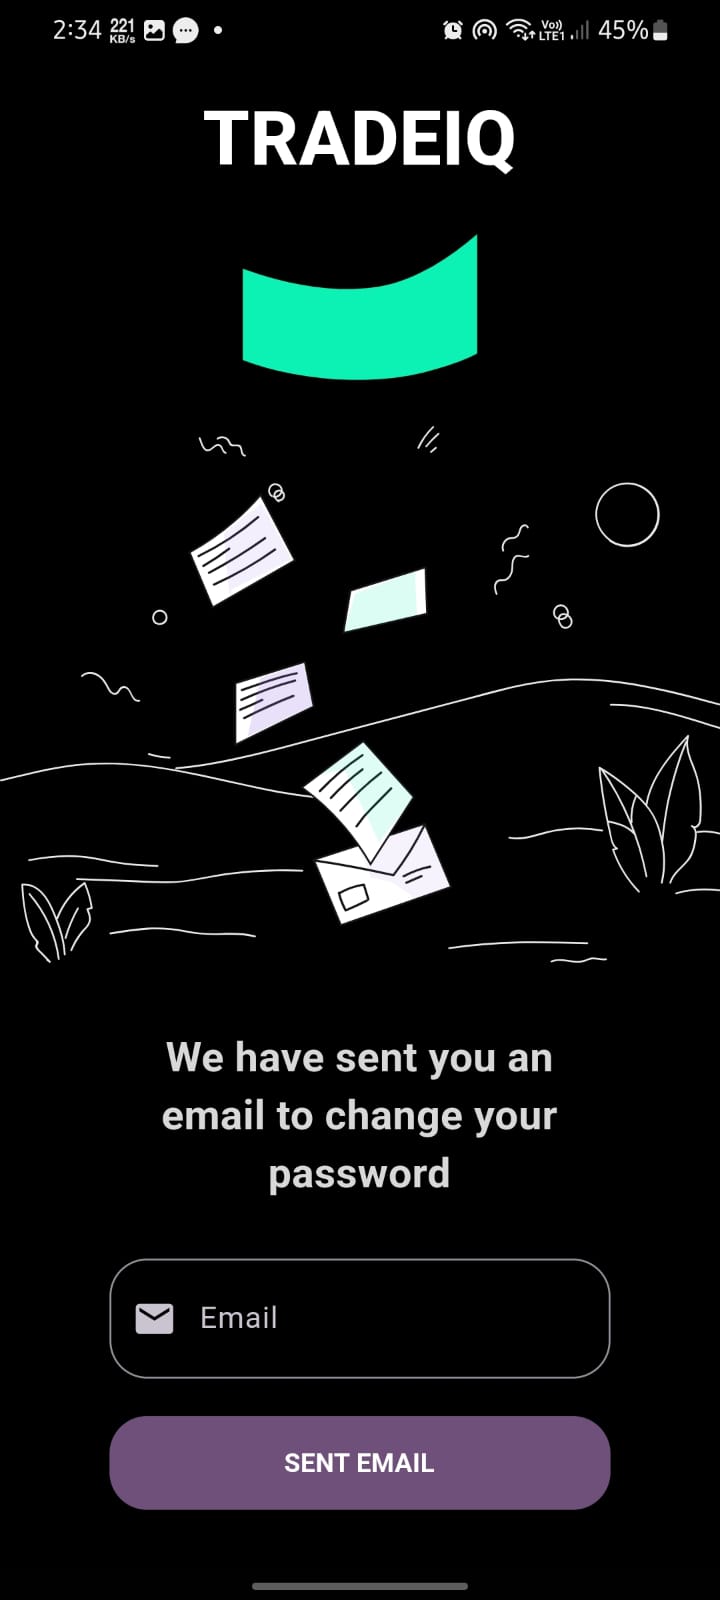 2:34 221 KB/s Vo)) LTE1 45%
TRADEIQ
We have sent you an
email to change your
password
Email
SENT EMAIL